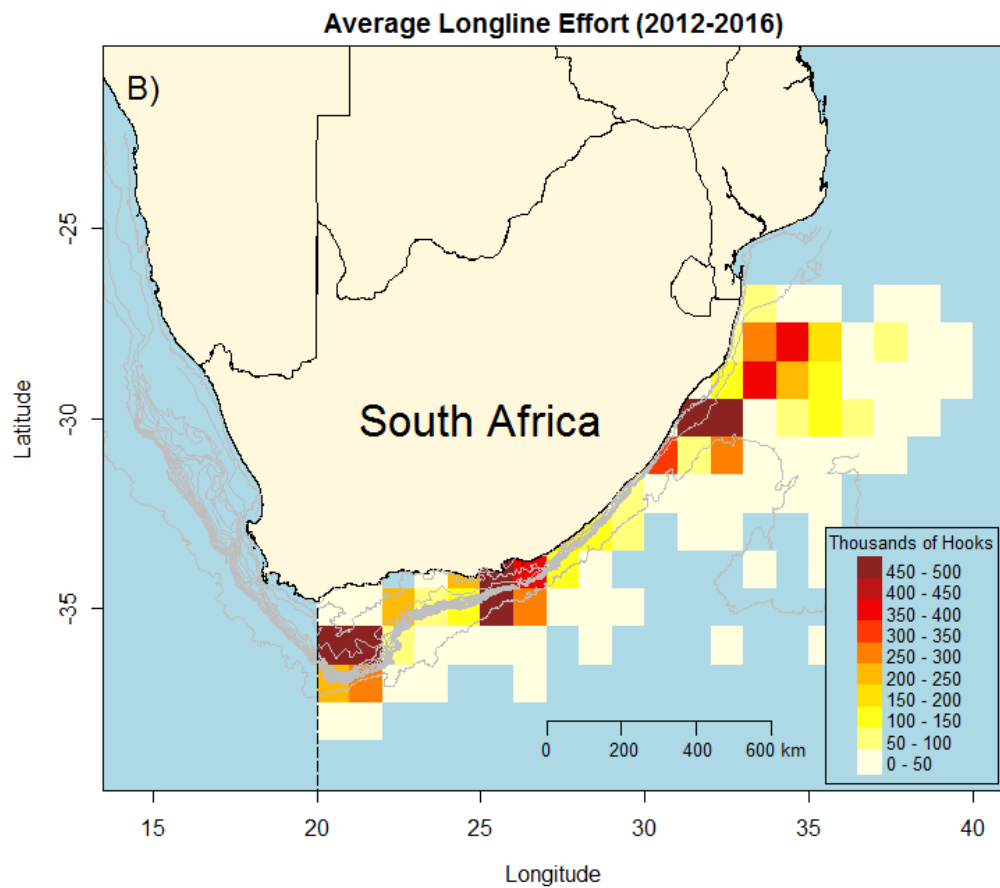 Average Longline Effort (2012-2016)
B)
-25
-30
-35
Latitude
South Africa
Thousands of Hooks
450 - 500
400 - 450
350 - 400
300 - 350
250 - 300
200 - 250
150 - 200
100 - 150
50 - 100
0 - 50
0 200 400 600 km
15 20 25 30 35 40
Longitude